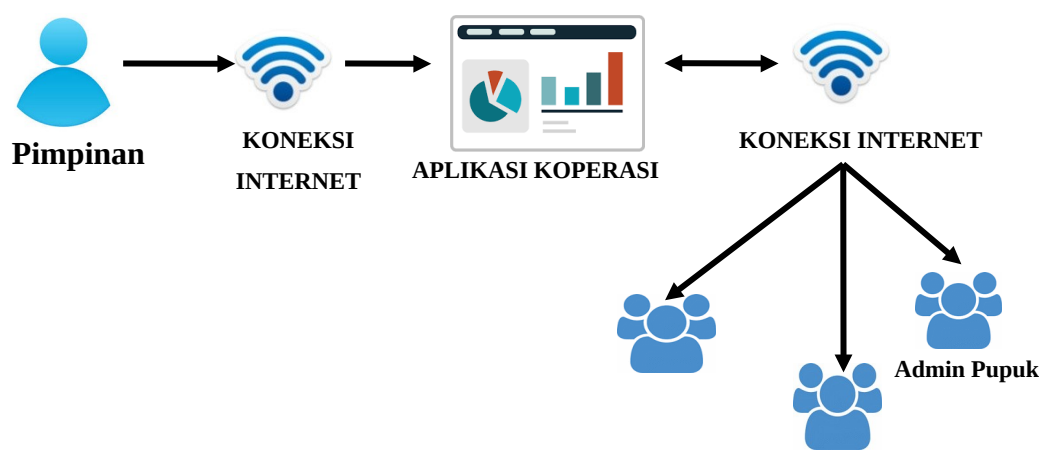 Pimpinan
KONEKSI
INTERNET
APLIKASI KOPERASI
KONEKSI INTERNET
Admin Pupuk